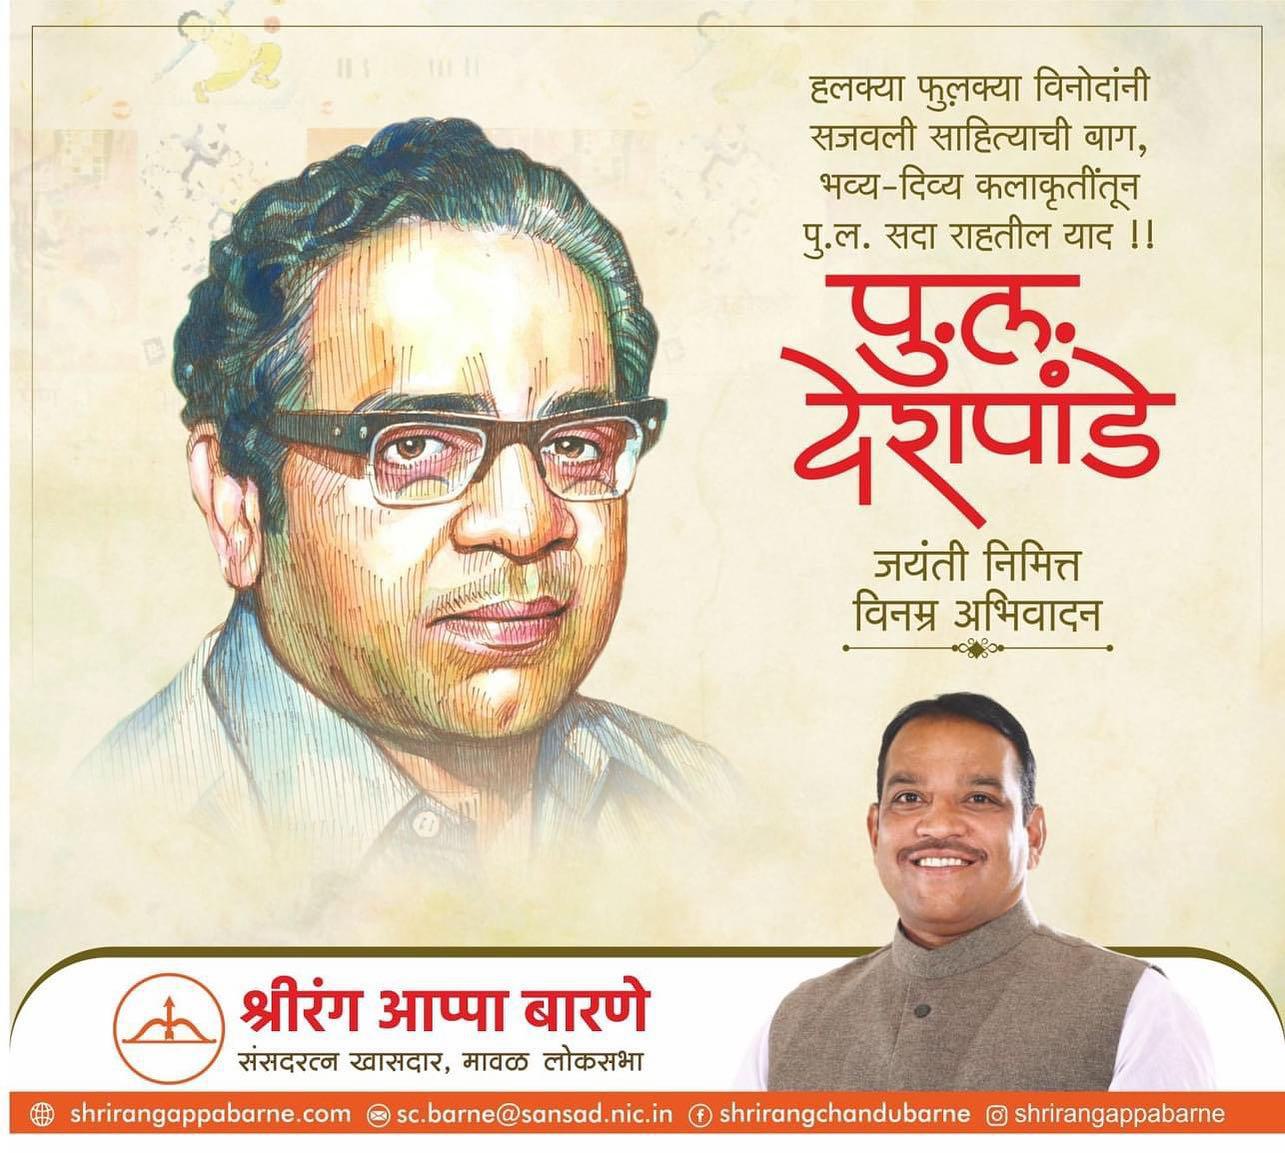 हलक्या फुलक्या विनोदांनी
सजवली साहित्याची बाग,
भव्य-दिव्य कलाकृतींतून
पु.ल. सदा राहतील याद !!
पु.ल.
देशपांडे
जयंती निमित्त
विनम्र अभिवादन
श्रीरंग आप्पा बारणे
संसदरत्न खासदार, मावळ लोकसभा
shrirangappabarne.com sc.barne@sansad.nic.in shrirangchandubarne shrirangappabarne